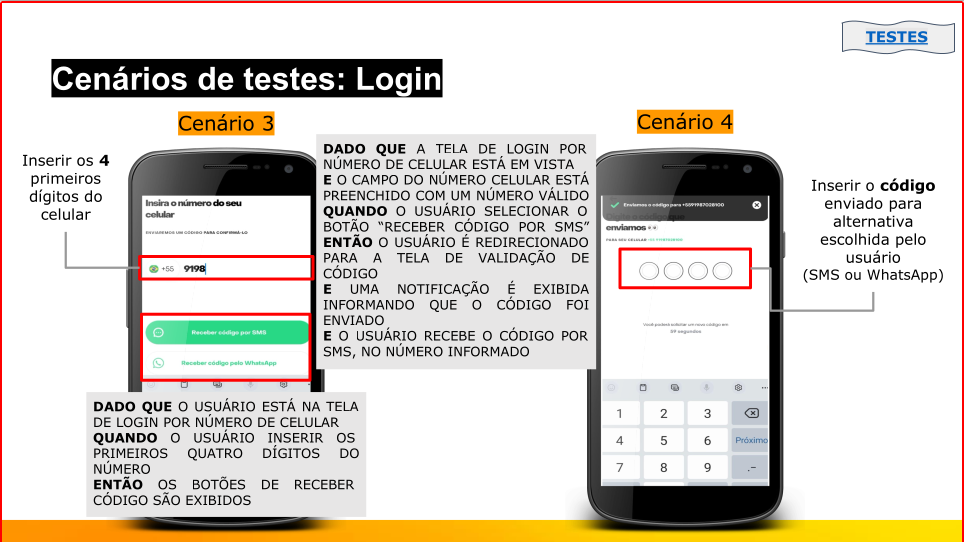 TESTES
Cenários de testes: Login
Cenário 3
Inserir os 4
primeiros
dígitos do
celular
Insira o número do seu
celular
ENVIAREMOS UM CÓDIGO PARA CONFIRMÁ-LO
+55 9198
Receber código por SMS
Receber código pelo WhatsApp
DADO QUE O USUÁRIO ESTÁ NA TELA
DE LOGIN POR NÚMERO DE CELULAR
QUANDO O USUÁRIO INSERIR OS
PRIMEIROS QUATRO DÍGITOS DO
NÚMERO
ENTÃO OS BOTÕES DE RECEBER
CÓDIGO SÃO EXIBIDOS
DADO QUE A TELA DE LOGIN POR
NÚMERO DE CELULAR ESTÁ EM VISTA
E O CAMPO DO NÚMERO CELULAR ESTÁ
PREENCHIDO COM UM NÚMERO VÁLIDO
QUANDO O USUÁRIO SELECIONAR O
BOTÃO “RECEBER CÓDIGO POR SMS”
ENTÃO O USUÁRIO É REDIRECIONADO
PARA A TELA DE VALIDAÇÃO DE
CÓDIGO
E UMA NOTIFICAÇÃO É EXIBIDA
INFORMANDO QUE O CÓDIGO FOI
ENVIADO
E O USUÁRIO RECEBE O CÓDIGO POR
SMS, NO NÚMERO INFORMADO
Cenário 4
Enviamos o código para +5591987028100
enviamos
PARA SEU CELULAR
Você poderá solicitar um novo código em
59 segundos
1 2 3
4 5 6 Próximo
7 8 9 .-
Inserir o código
enviado para
alternativa
escolhida pelo
usuário
(SMS ou WhatsApp)